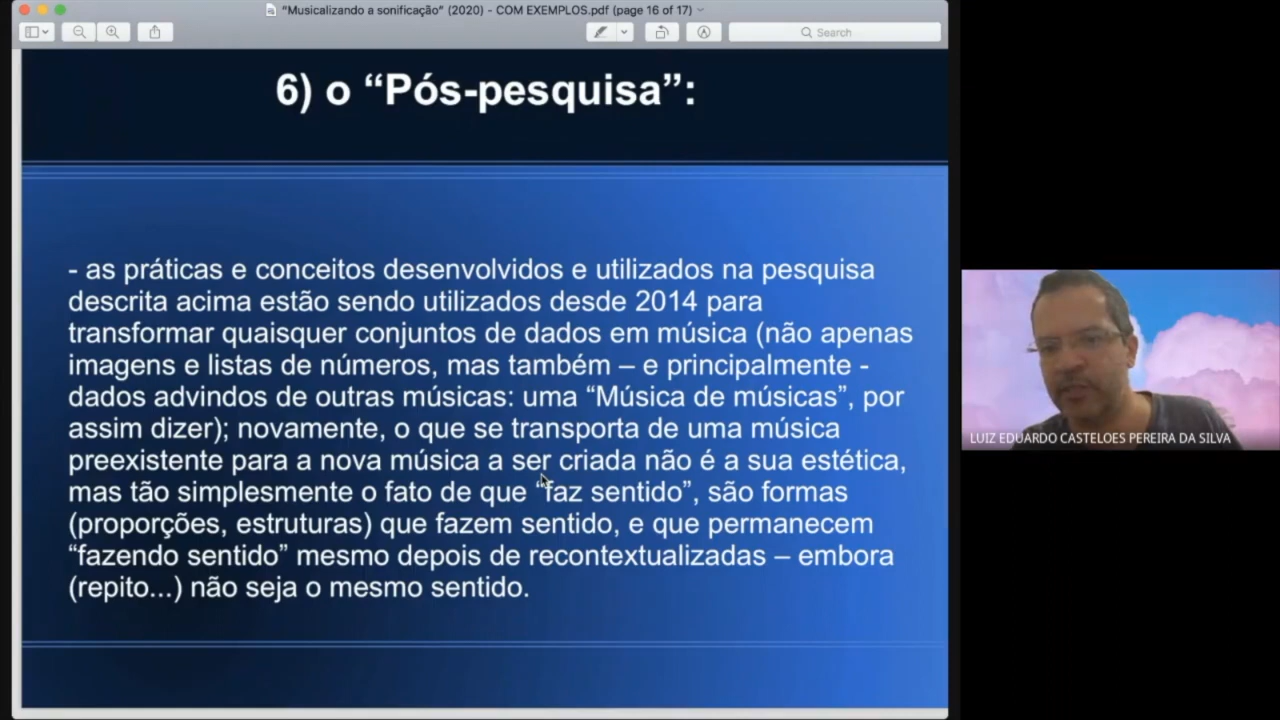 "Musicalizando a sonificação" (2020) - COM EXEMPLOS.pdf (page 16 of 17)
Search
6) o “Pós-pesquisa”:
- as práticas e conceitos desenvolvidos e utilizados na pesquisa
descrita acima estão sendo utilizados desde 2014 para
transformar quaisquer conjuntos de dados em música (não apenas
imagens e listas de números, mas também – e principalmente -
dados advindos de outras músicas: uma “Música de músicas”, por
assim dizer); novamente, o que se transporta de uma música
preexistente para a nova música a ser criada não é a sua estética,
mas tão simplesmente o fato de que “faz sentido”, são formas
(proporções, estruturas) que fazem sentido, e que permanecem
“fazendo sentido” mesmo depois de recontextualizadas – embora
(repito...) não seja o mesmo sentido.
LUIZ EDUARDO CASTELOES PEREIRA DA SILVA